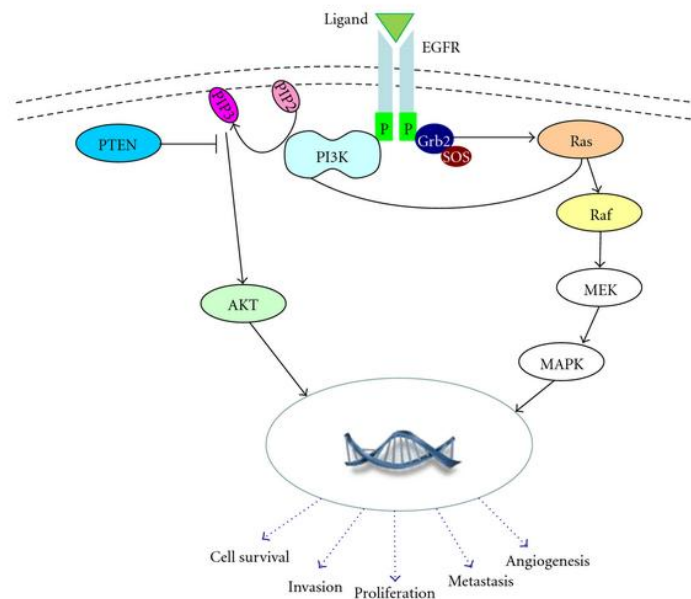 Ligand
EGFR
PIP3
PIP2
P
P
Grb2
SOS
Ras
PTEN
PI3K
Raf
MEK
AKT
MAPK
Cell survival
Invasion
Proliferation
Metastasis
Angiogenesis